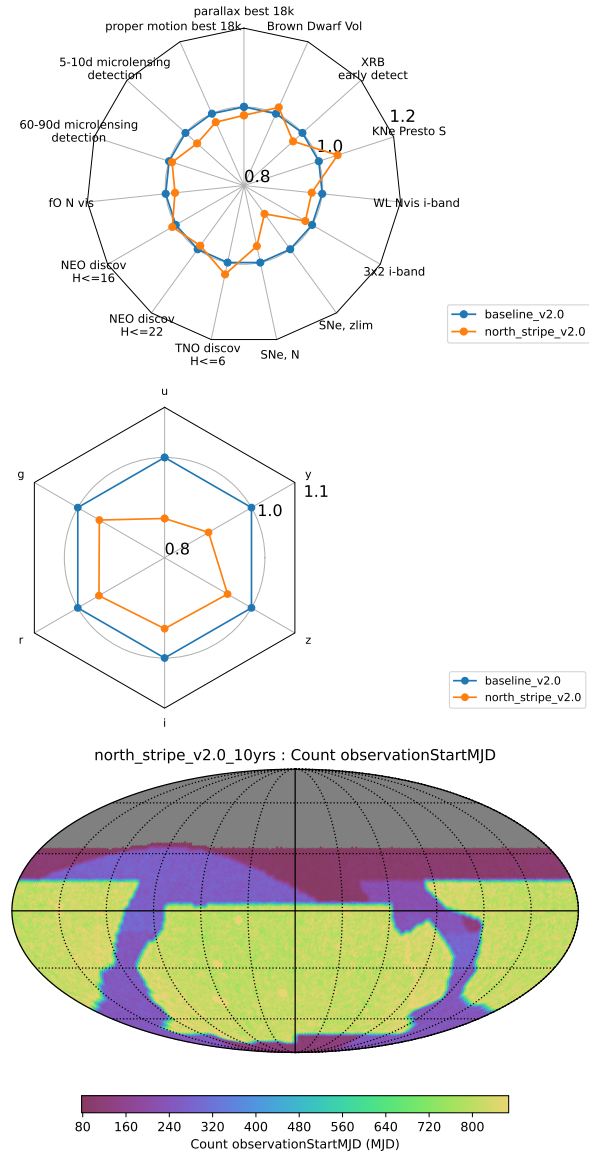 parallax best 18k
proper motion best 18k
Brown Dwarf Vol
5-10d microlensing
detection
XRB
early detect
1.2
60-90d microlensing
detection
KNe Presto S
1.0
0.8
fO N vis
WL Nvis i-band
NEO discov
H<=16
3x2 i-band
NEO discov
H<=22
SNe, zlim
TNO discov
H<=6
SNe, N
baseline_v2.0
north_stripe_v2.0
u
g
y
1.1
1.0
0.8
r
z
i
baseline_v2.0
north_stripe_v2.0
north_stripe_v2.0_10yrs : Count observationStartMJD
80 160 240 320 400 480 560 640 720 800
Count observationStartMJD (MJD)